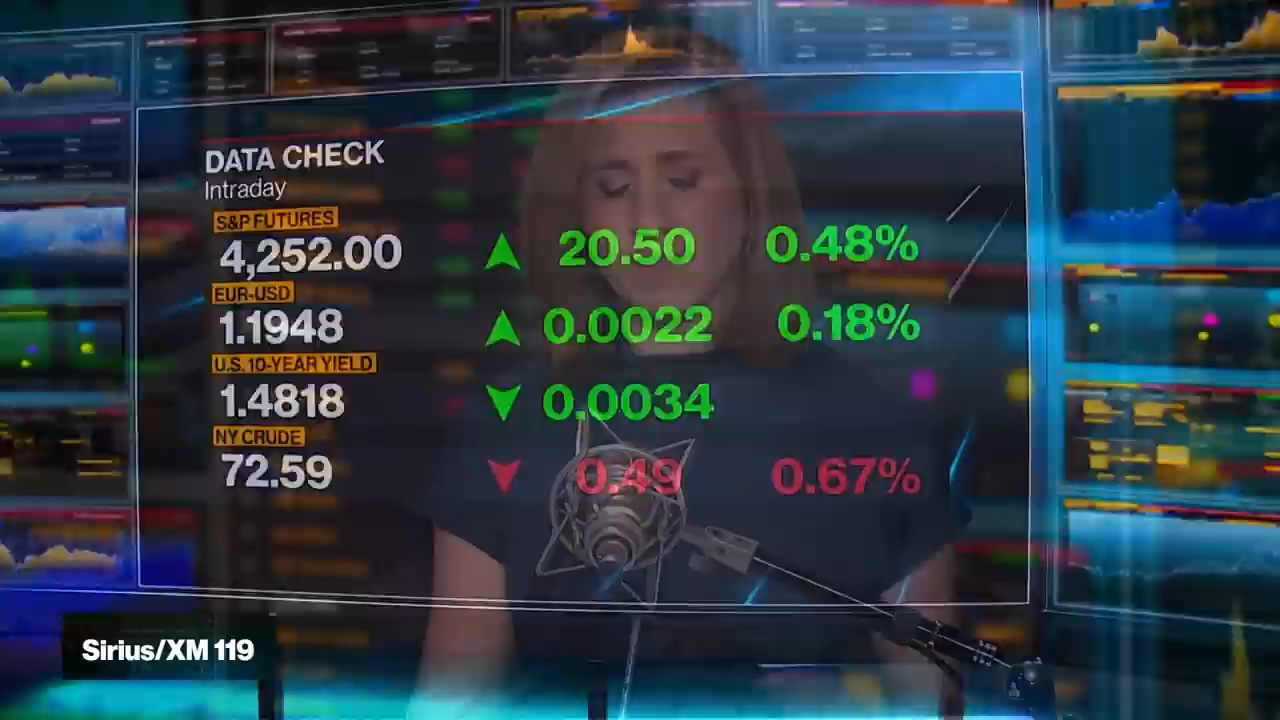 DATA CHECK
Intraday
S&P FUTURES
4,252.00 20.50 0.48%
EUR-USD
1.1948 0.0022 0.18%
U.S. 10-YEAR YIELD
1.4818 0.0034
NY CRUDE
72.59 0.49 0.67%
Sirius/XM 119